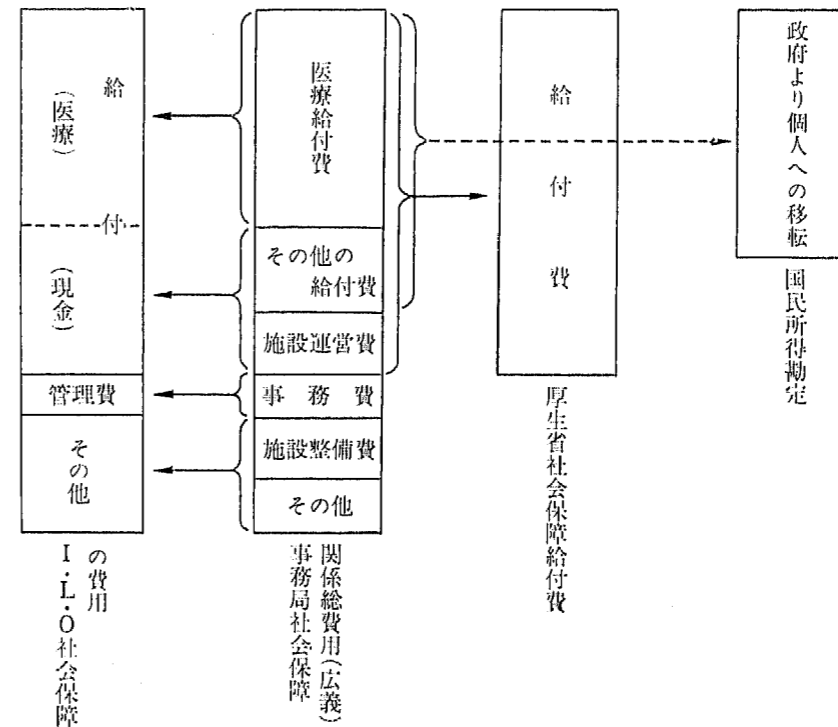 給付
(医療)
(現金)
管理費
その他
I・L・O社会保障
の費用
医療給付費
その他の
給付費
施設運営費
事務費
施設整備費
その他
事務局社会保障
関係総費用(広義)
給付費
厚生省社会保障給付費
政府より個人への移転
国民所得勘定